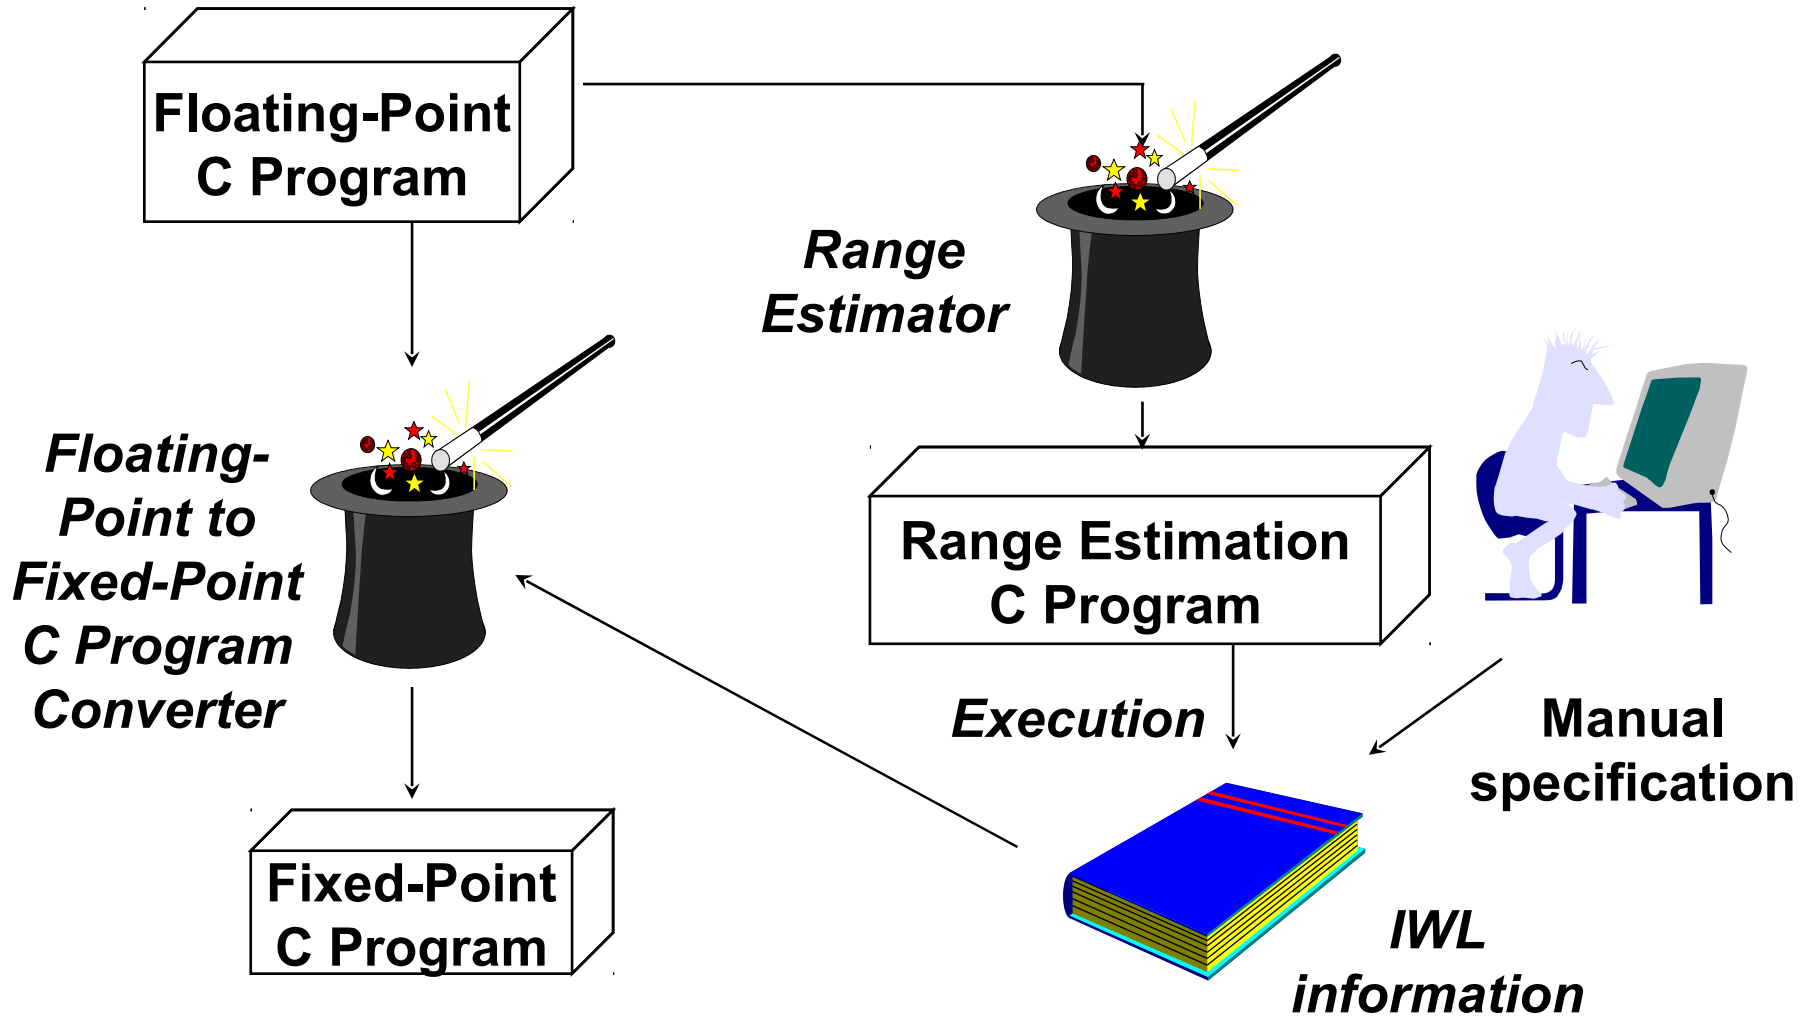 Floating-Point
C Program
Range
Estimator
Floating-
Point to
Fixed-Point
C Program
Converter
Range Estimation
C Program
Execution
Manual
specification
Fixed-Point
C Program
IWL
information